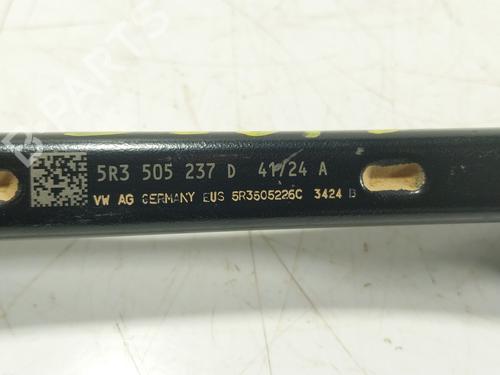 5R3 505 237 D 41/24 A
VW AG GERMANY EUS 5R3505226C 3424 B